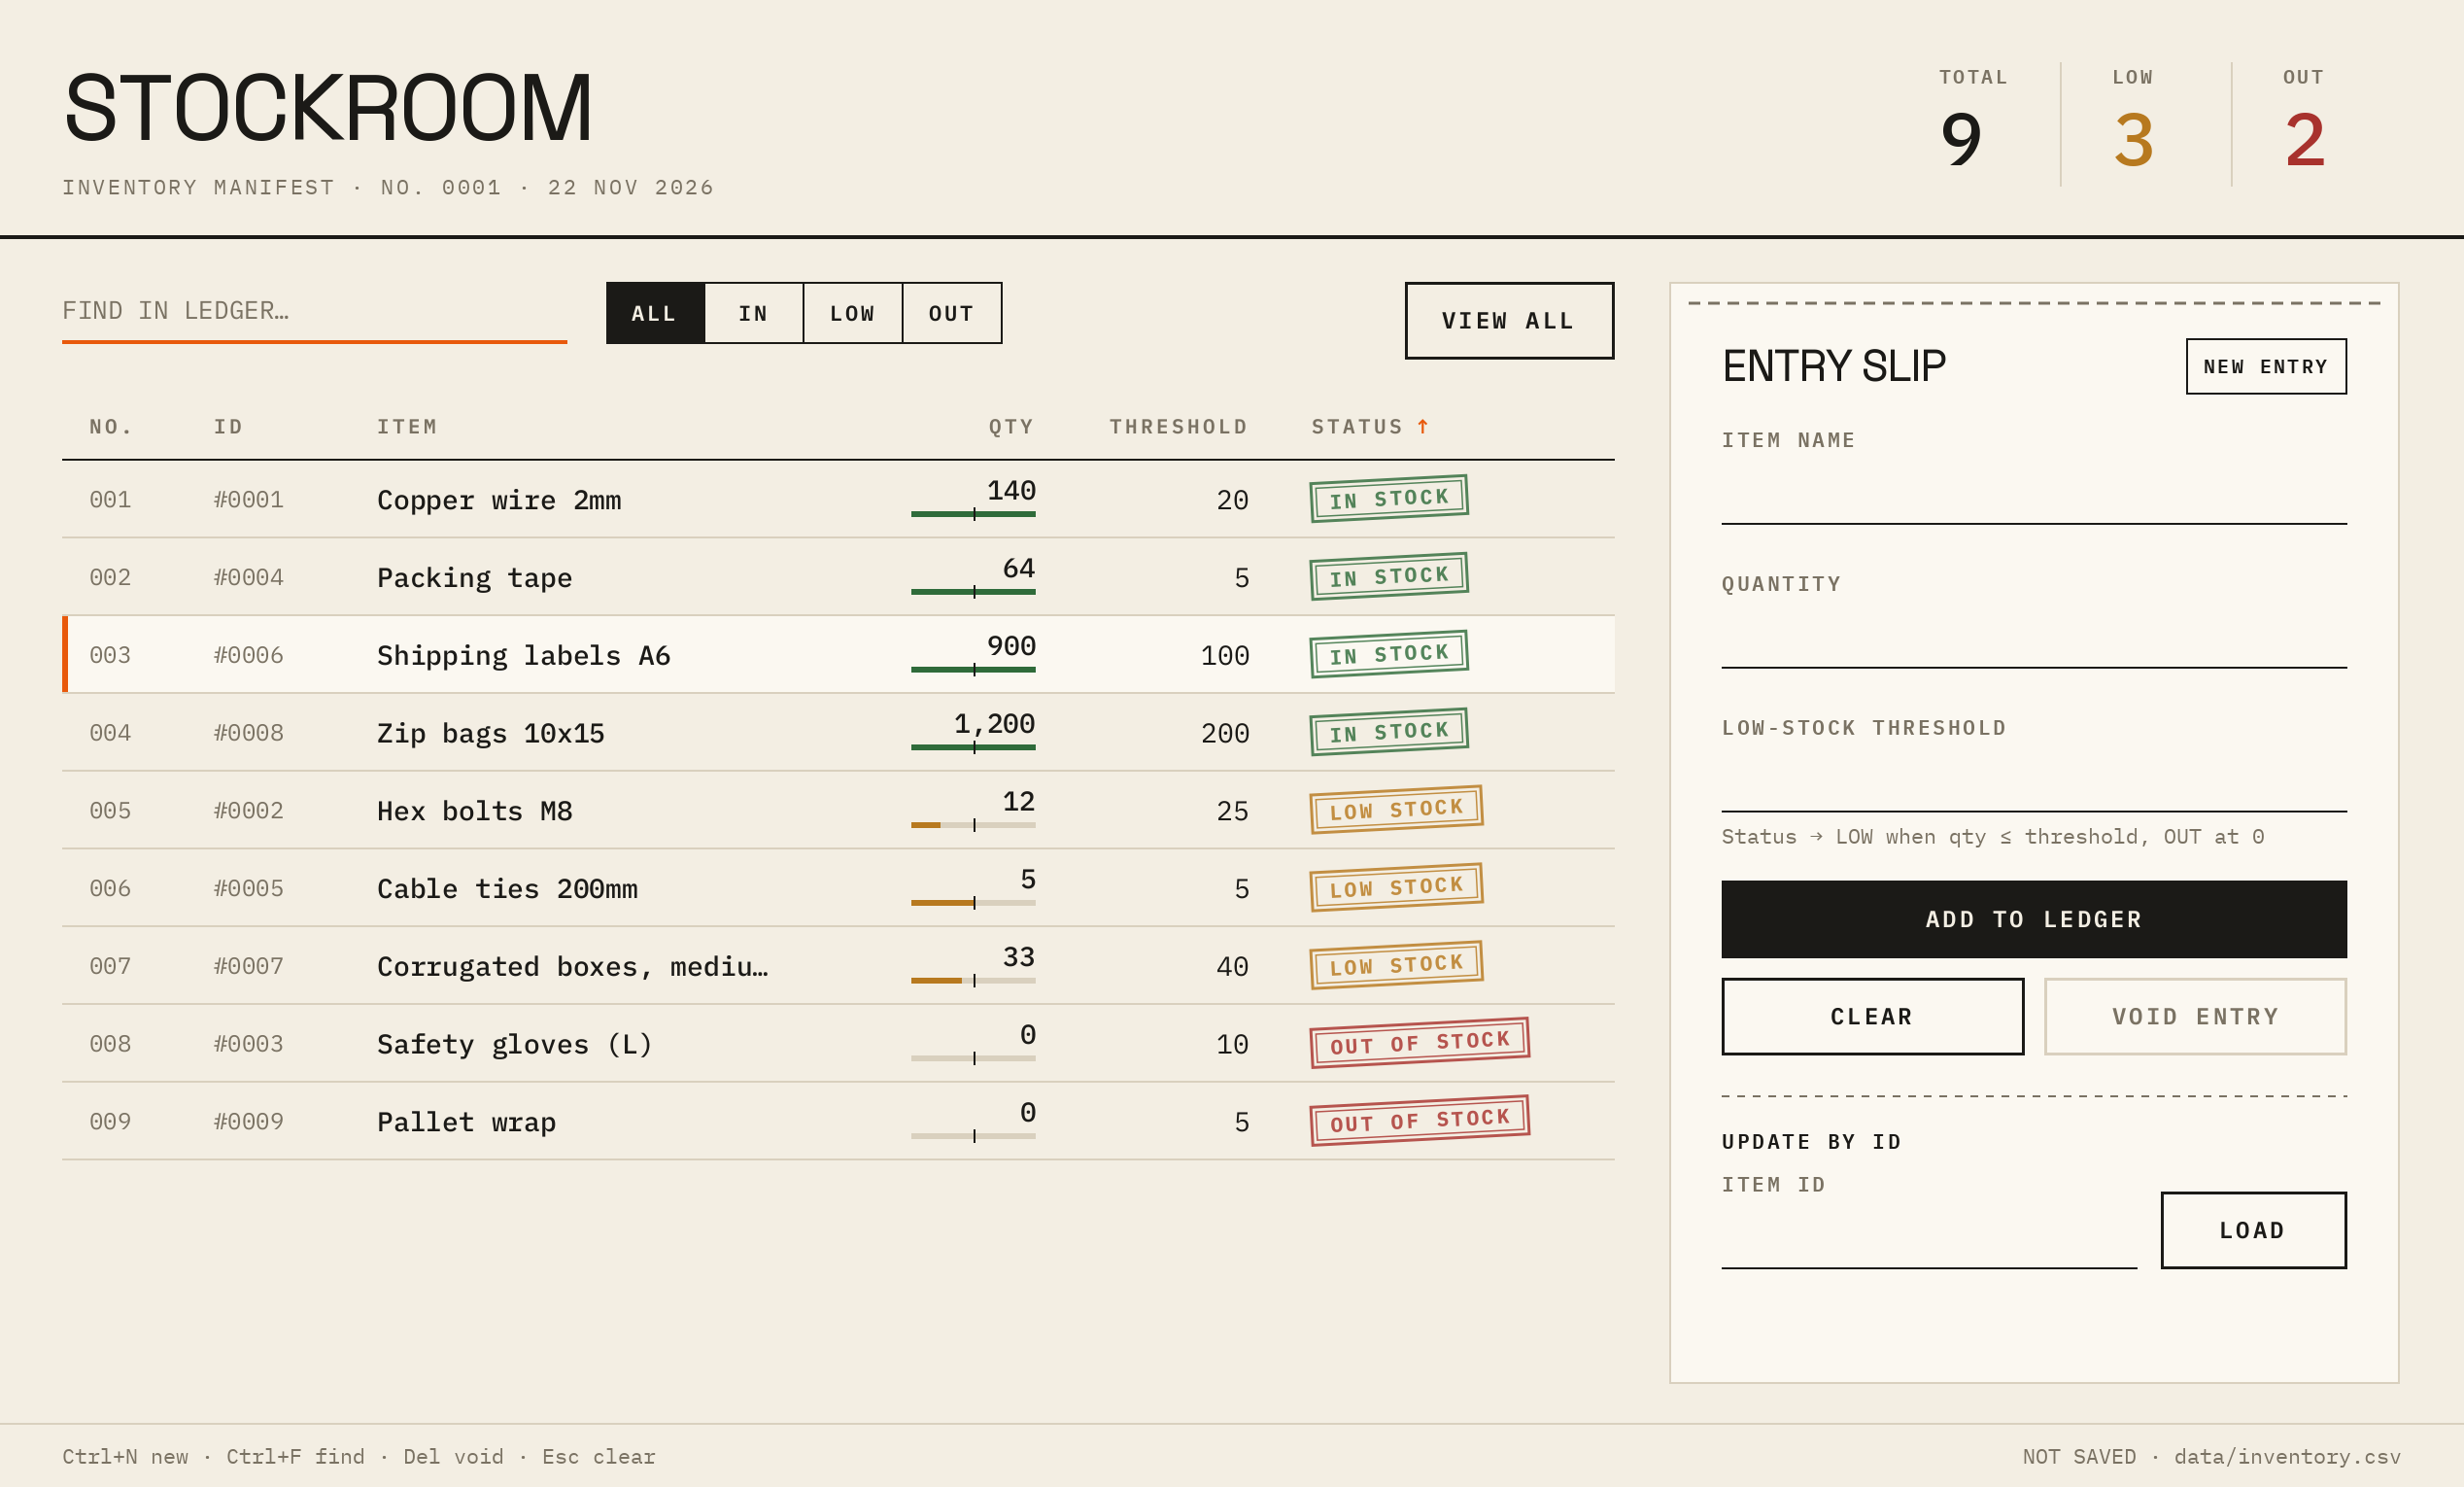 STOCKROOM
INVENTORY MANIFEST · NO. 0001 · 22 NOV 2026
TOTAL LOW OUT
9 3 2
FIND IN LEDGER…
ALL IN LOW OUT
VIEW ALL
NO. ID ITEM QTY THRESHOLD STATUS ↑
001 #0001 Copper wire 2mm 140 20 IN STOCK
002 #0004 Packing tape 64 5 IN STOCK
003 #0006 Shipping labels A6 900 100 IN STOCK
004 #0008 Zip bags 10x15 1,200 200 IN STOCK
005 #0002 Hex bolts M8 12 25 LOW STOCK
006 #0005 Cable ties 200mm 5 5 LOW STOCK
007 #0007 Corrugated boxes, mediu… 33 40 LOW STOCK
008 #0003 Safety gloves (L) 0 10 OUT OF STOCK
009 #0009 Pallet wrap 0 5 OUT OF STOCK
ENTRY SLIP
NEW ENTRY
ITEM NAME
QUANTITY
LOW-STOCK THRESHOLD
Status → LOW when qty ≤ threshold, OUT at 0
ADD TO LEDGER
CLEAR VOID ENTRY
UPDATE BY ID
ITEM ID
LOAD
Ctrl+N new · Ctrl+F find · Del void · Esc clear
NOT SAVED · data/inventory.csv